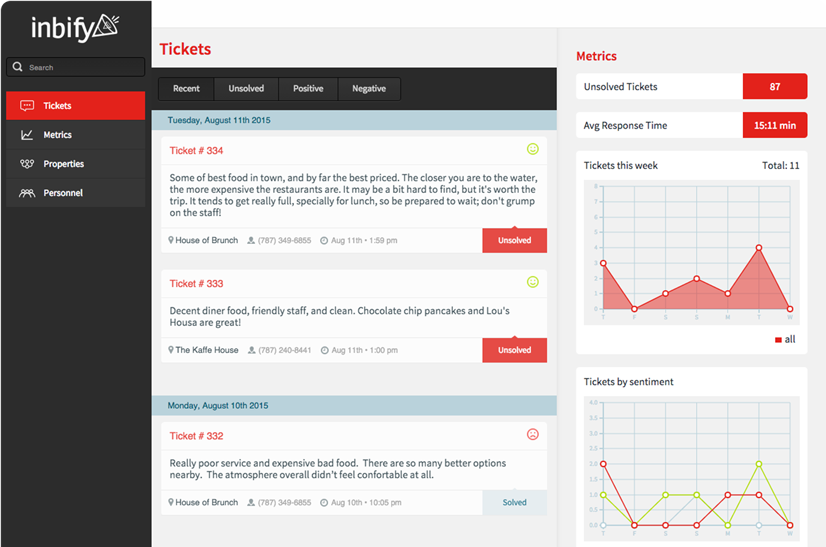 inbify
Search
Tickets
Metrics
Properties
Personnel
Tickets
Recent Unsolved Positive Negative
Tuesday, August 11th 2015
Ticket # 334
Some of best food in town, and by far the best priced. The closer you are to the water,
the more expensive the restaurants are. It may be a bit hard to find, but it's worth the
trip. It tends to get really full, specially for lunch, so be prepared to wait; don't grump
on the staff!
House of Brunch (787) 349-6855 Aug 11th • 1:59 pm Unsolved
Ticket # 333
Decent diner food, friendly staff, and clean. Chocolate chip pancakes and Lou's
Housa are great!
The Kaffe House (787) 240-8441 Aug 11th • 1:00 pm Unsolved
Monday, August 10th 2015
Ticket # 332
Really poor service and expensive bad food. There are so many better options
nearby. The atmosphere overall didn't feel confortable at all.
House of Brunch (787) 349-6855 Aug 10th • 10:05 pm Solved
Metrics
Unsolved Tickets 87
Avg Response Time 15:11 min
Tickets this week Total: 11
8
7
6
5
4
3
2
1
0
T F S S M T W
all
Tickets by sentiment
4.0
3.5
3.0
2.5
2.0
1.5
1.0
0.5
0.0
T F S S M T W